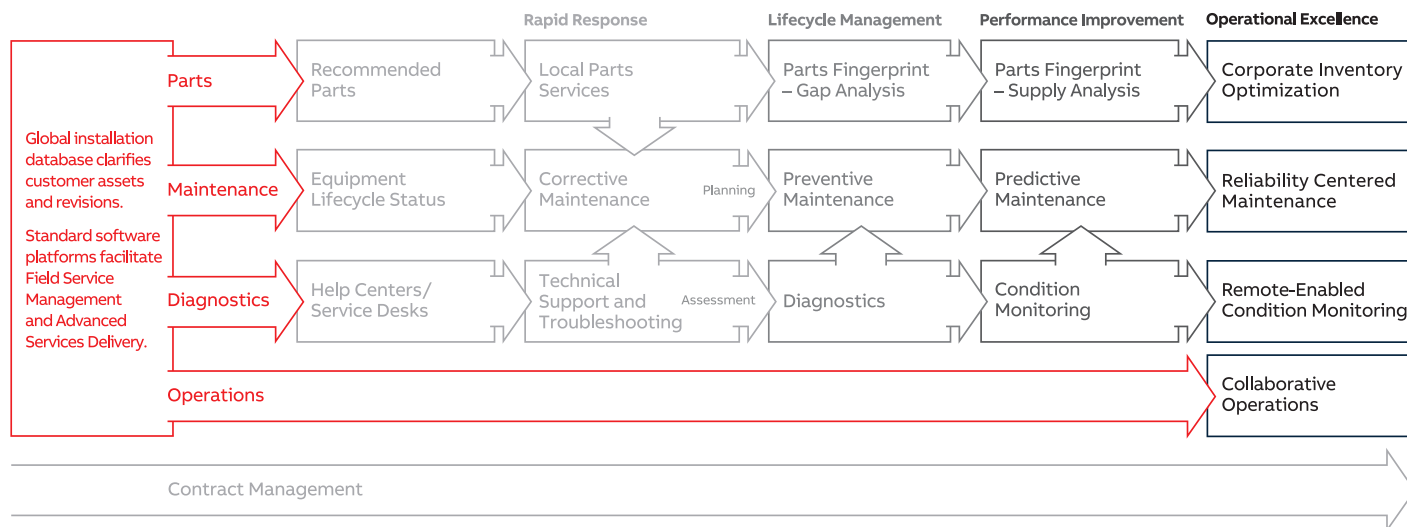 Rapid Response
Lifecycle Management
Performance Improvement
Operational Excellence
Global installation
database clarifies
customer assets
and revisions.
Standard software
platforms facilitate
Field Service
Management
and Advanced
Services Delivery.
Parts
Recommended
Parts
Local Parts
Services
Parts Fingerprint
– Gap Analysis
Parts Fingerprint
– Supply Analysis
Corporate Inventory
Optimization
Maintenance
Equipment
Lifecycle Status
Corrective
Maintenance
Planning
Preventive
Maintenance
Predictive
Maintenance
Reliability Centered
Maintenance
Diagnostics
Help Centers/
Service Desks
Technical
Support and
Troubleshooting
Assessment
Diagnostics
Condition
Monitoring
Remote-Enabled
Condition Monitoring
Operations
Collaborative
Operations
Contract Management